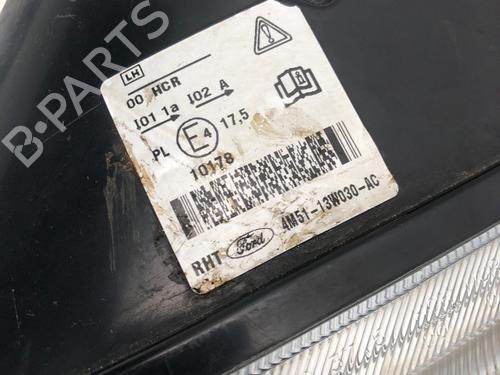 LH
00 HCR
I01 1a I02 A
PL E4 17,5
10178
RHT Ford 4M51-13W030-AC
B-PARTS